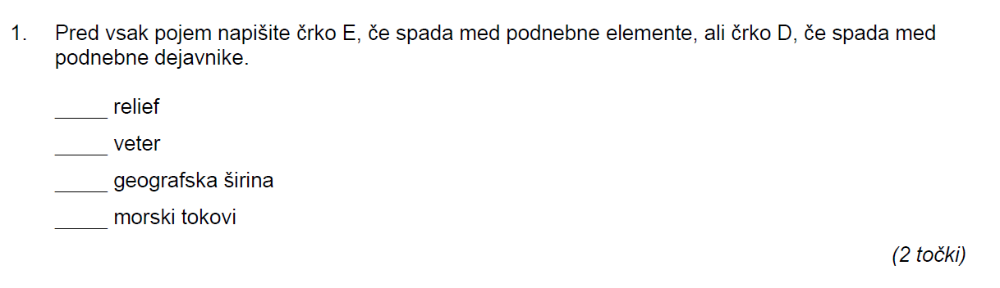 1. Pred vsak pojem napišite črko E, če spada med podnebne elemente, ali črko D, če spada med
podnebne dejavnike.
_____ relief
_____ veter
_____ geografska širina
_____ morski tokovi
(2 točki)